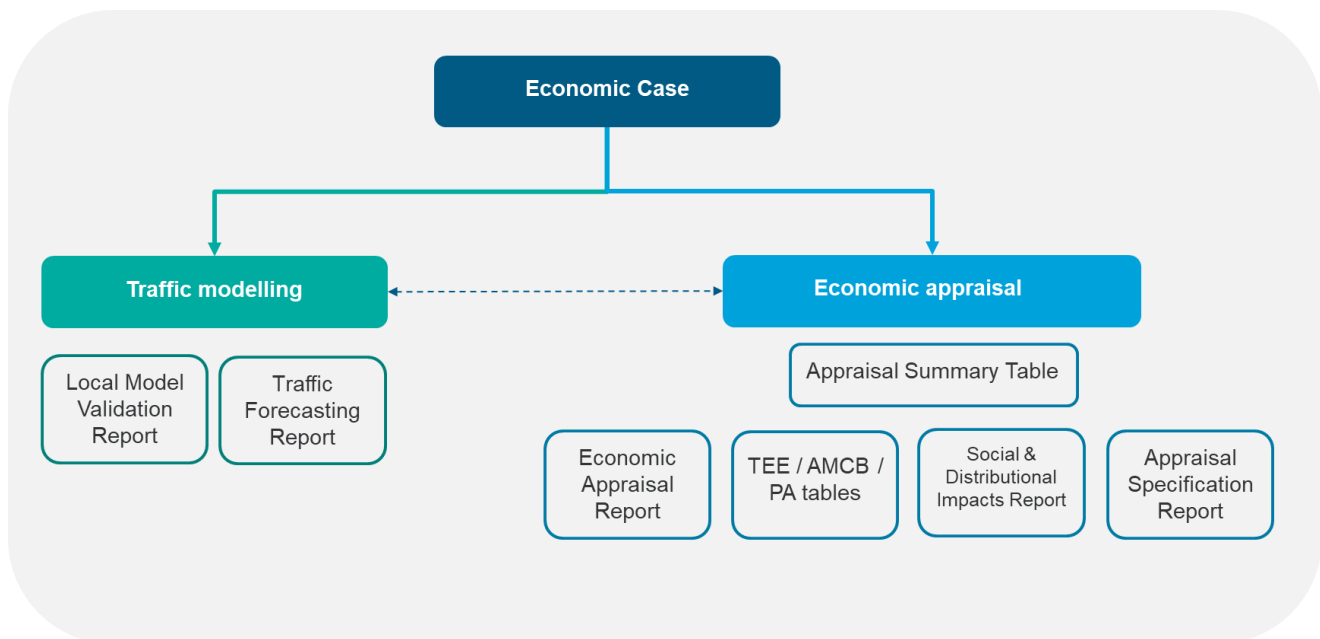 Economic Case
Traffic modelling
Economic appraisal
Local Model
Validation
Report
Traffic
Forecasting
Report
Appraisal Summary Table
Economic
Appraisal
Report
TEE / AMCB /
PA tables
Social &
Distributional
Impacts Report
Appraisal
Specification
Report